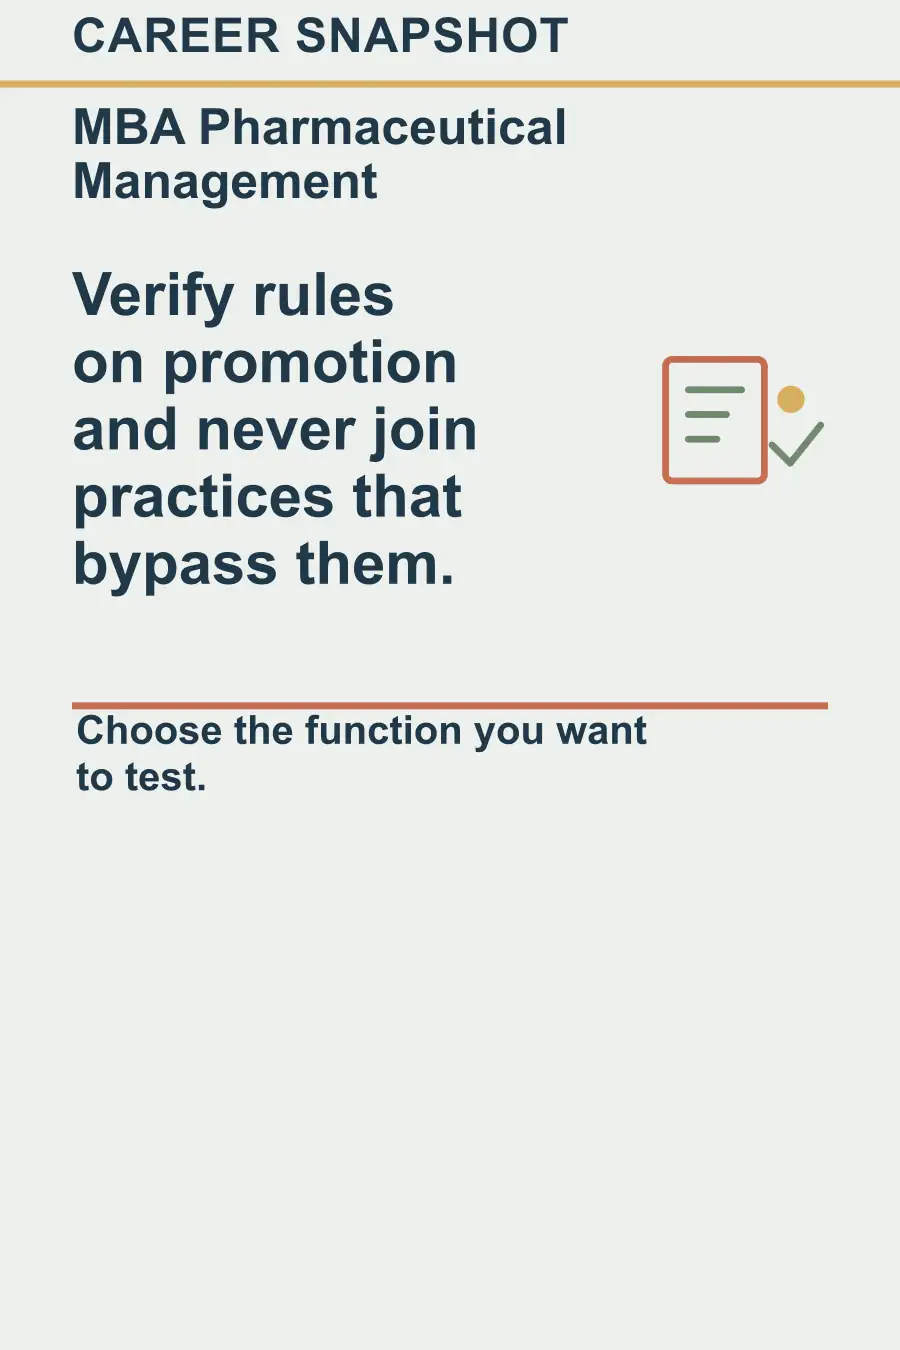 CAREER SNAPSHOT
MBA Pharmaceutical
Management
Verify rules
on promotion
and never join
practices that
bypass them.
Choose the function you want
to test.